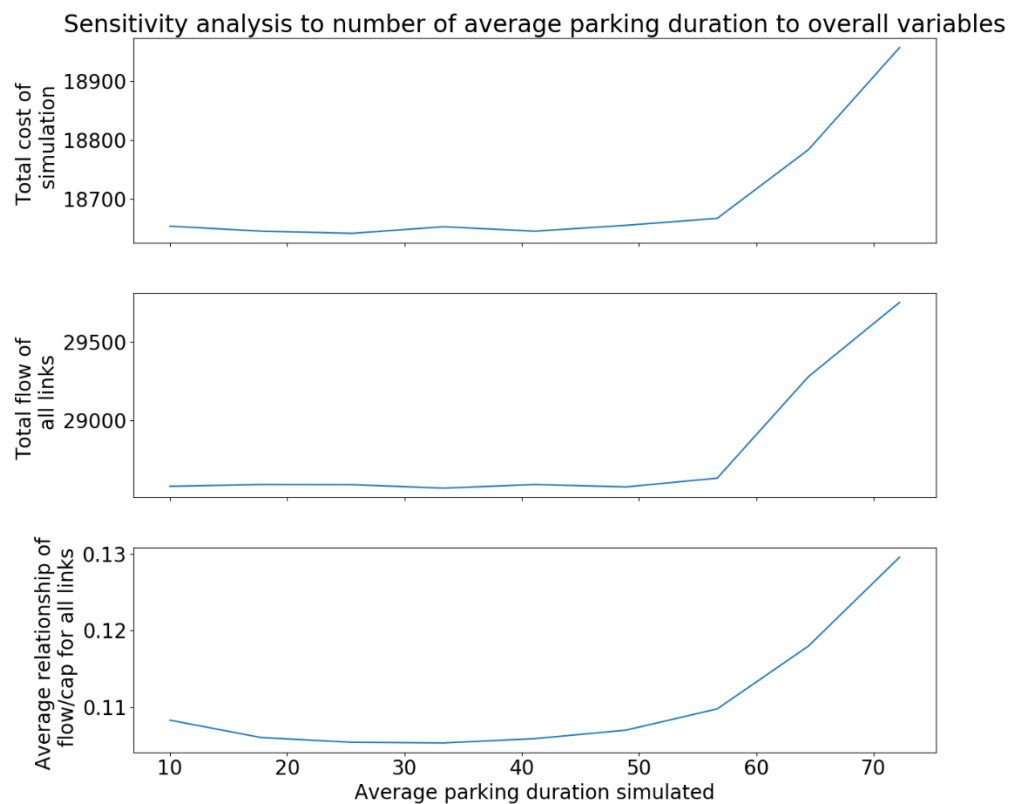 Sensitivity analysis to number of average parking duration to overall variables
Total cost of
simulation
18900
18800
18700
Total flow of
all links
29500
29000
Average relationship of
flow/cap for all links
0.13
0.12
0.11
10 20 30 40 50 60 70
Average parking duration simulated